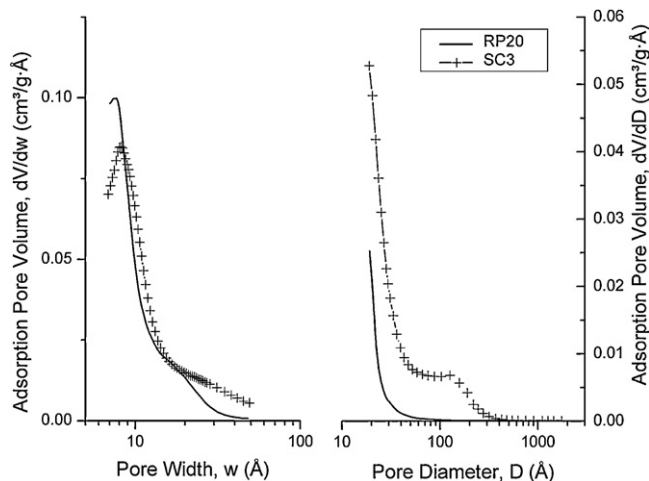 RP20
SC3
Adsorption Pore Volume, dV/dw (cm³/g·Å)
0.10
0.05
0.00
10
100
Pore Width, w (Å)
0.06
0.05
0.04
0.03
0.02
0.01
0.00
Adsorption Pore Volume, dV/dD (cm³/g·Å)
10
100
1000
Pore Diameter, D (Å)